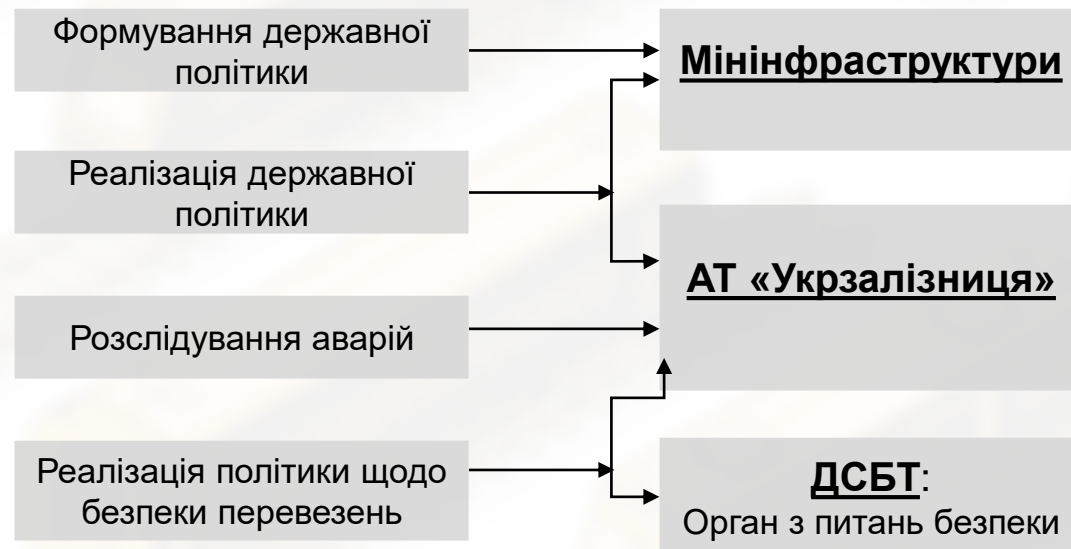 Формування державної
політики
Мінінфраструктури
Реалізація державної
політики
АТ «Укрзалізниця»
Розслідування аварій
Реалізація політики щодо
безпеки перевезень
ДСБТ:
Орган з питань безпеки